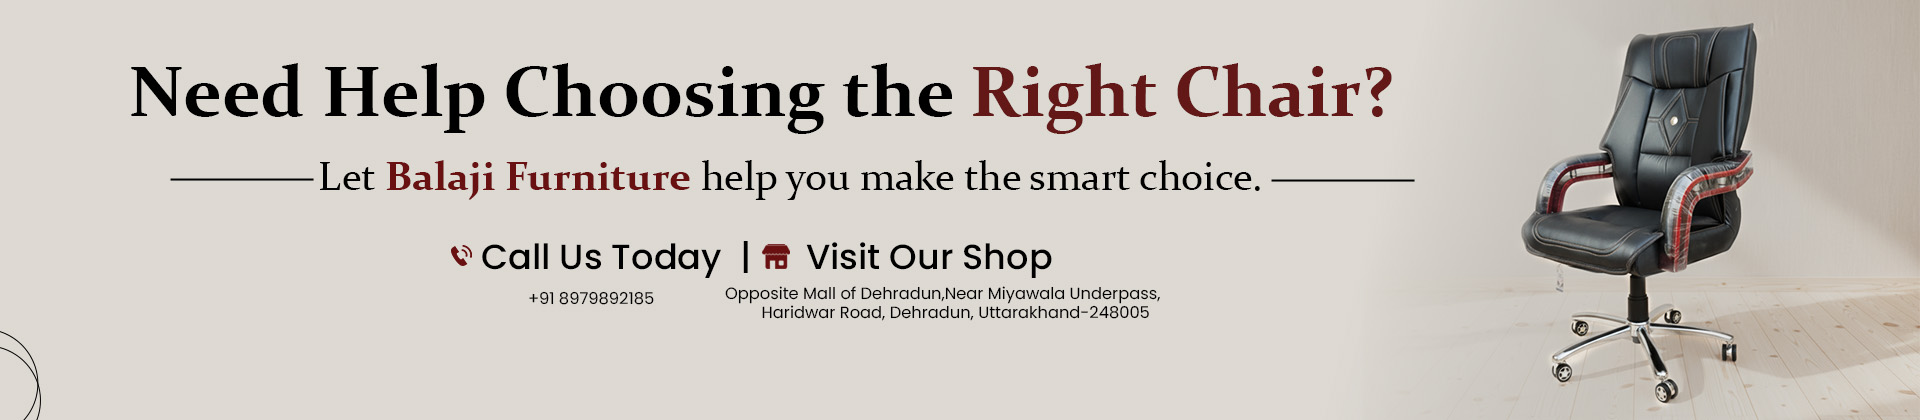 Need Help Choosing the Right Chair?
Let Balaji Furniture help you make the smart choice.
Call Us Today | Visit Our Shop
+91 8979892185
Opposite Mall of Dehradun,Near Miyawala Underpass,
Haridwar Road, Dehradun, Uttarakhand-248005